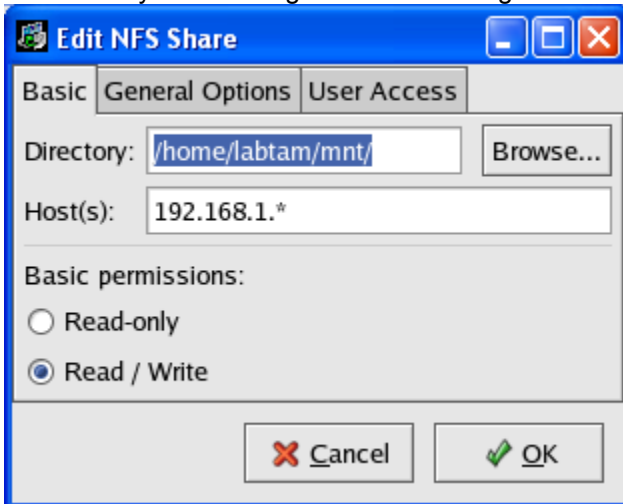 Edit NFS Share
Basic General Options User Access
Directory: /home/labtam/mnt/ Browse...
Host(s): 192.168.1.*
Basic permissions:
Read-only
Read / Write
Cancel OK